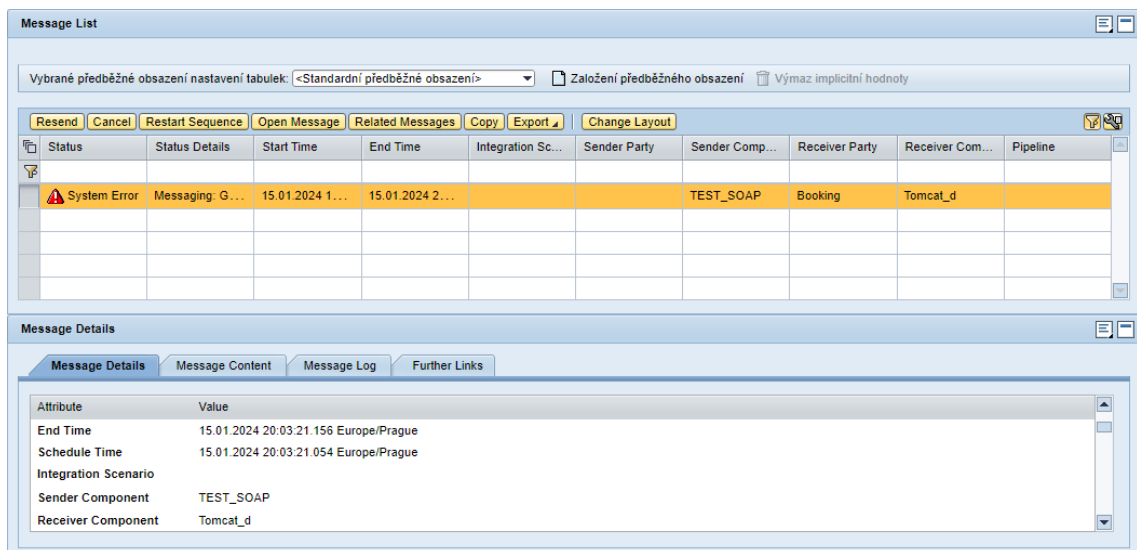 Message List
Vybrané předběžné obsazení nastavení tabulek: <Standardní předběžné obsazení> Založení předběžného obsazení Výmaz implicitní hodnoty
Resend Cancel Restart Sequence Open Message Related Messages Copy Export Change Layout
Status Status Details Start Time End Time Integration Sc... Sender Party Sender Comp... Receiver Party Receiver Com... Pipeline
System Error Messaging: G... 15.01.2024 1... 15.01.2024 2... TEST_SOAP Booking Tomcat_d
Message Details
Message Details Message Content Message Log Further Links
Attribute Value
End Time 15.01.2024 20:03:21.156 Europe/Prague
Schedule Time 15.01.2024 20:03:21.054 Europe/Prague
Integration Scenario
Sender Component TEST_SOAP
Receiver Component Tomcat_d